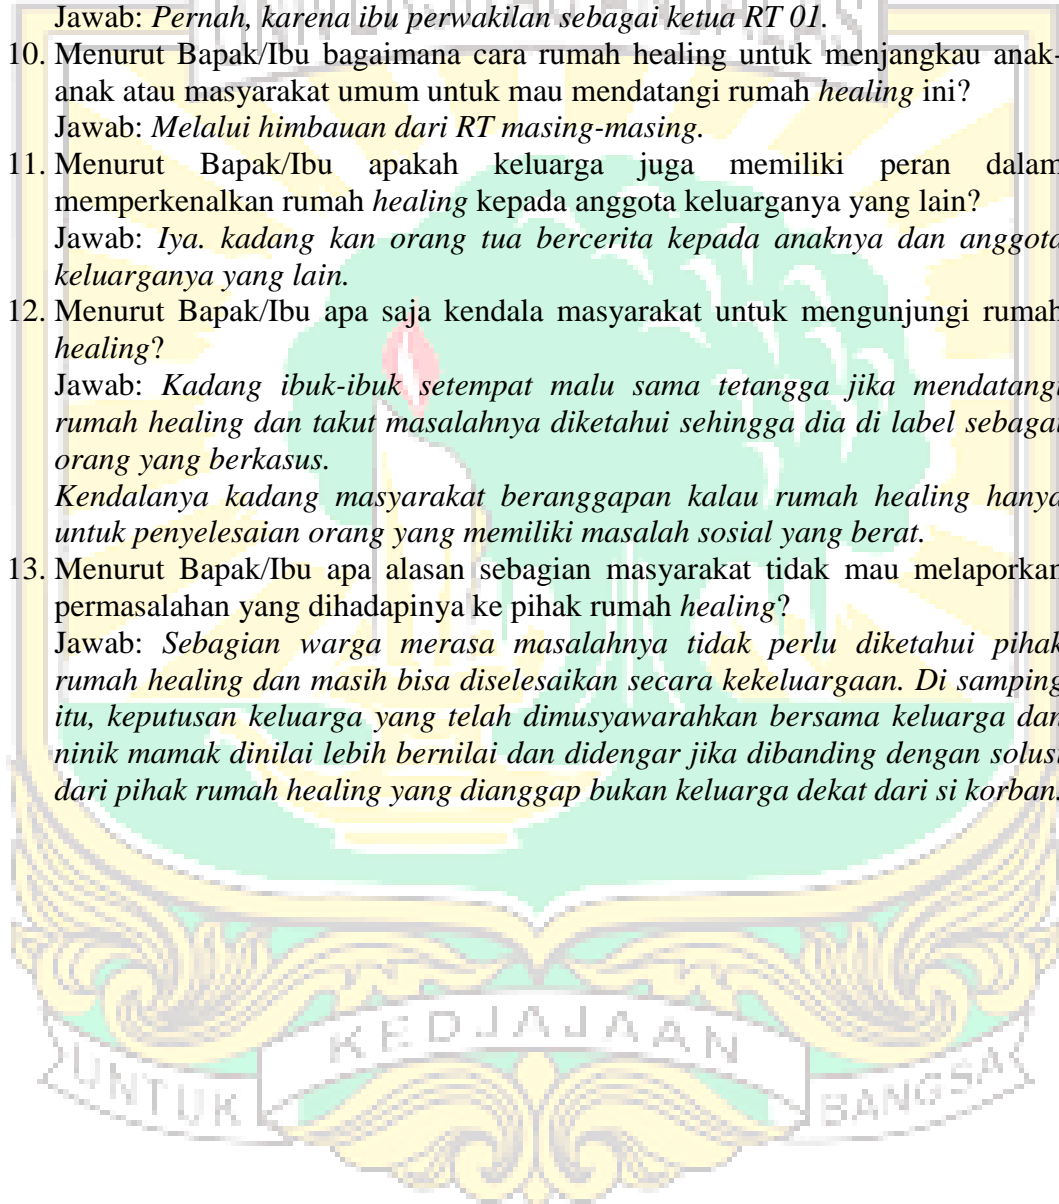 Jawab: Pernah, karena ibu perwakilan sebagai ketua RT 01.
10. Menurut Bapak/Ibu bagaimana cara rumah healing untuk menjangkau anak-
anak atau masyarakat umum untuk mau mendatangi rumah healing ini?
Jawab: Melalui himbauan dari RT masing-masing.
11. Menurut Bapak/Ibu apakah keluarga juga memiliki peran dalam
memperkenalkan rumah healing kepada anggota keluarganya yang lain?
Jawab: Iya. kadang kan orang tua bercerita kepada anaknya dan anggota
keluarganya yang lain.
12. Menurut Bapak/Ibu apa saja kendala masyarakat untuk mengunjungi rumah
healing?
Jawab: Kadang ibuk-ibuk setempat malu sama tetangga jika mendatangi
rumah healing dan takut masalahnya diketahui sehingga dia di label sebagai
orang yang berkasus.
Kendalanya kadang masyarakat beranggapan kalau rumah healing hanya
untuk penyelesaian orang yang memiliki masalah sosial yang berat.
13. Menurut Bapak/Ibu apa alasan sebagian masyarakat tidak mau melaporkan
permasalahan yang dihadapinya ke pihak rumah healing?
Jawab: Sebagian warga merasa masalahnya tidak perlu diketahui pihak
rumah healing dan masih bisa diselesaikan secara kekeluargaan. Di samping
itu, keputusan keluarga yang telah dimusyawarahkan bersama keluarga dan
ninik mamak dinilai lebih bernilai dan didengar jika dibanding dengan solusi
dari pihak rumah healing yang dianggap bukan keluarga dekat dari si korban.
UNTUK KEDJAJAAN BANGSA